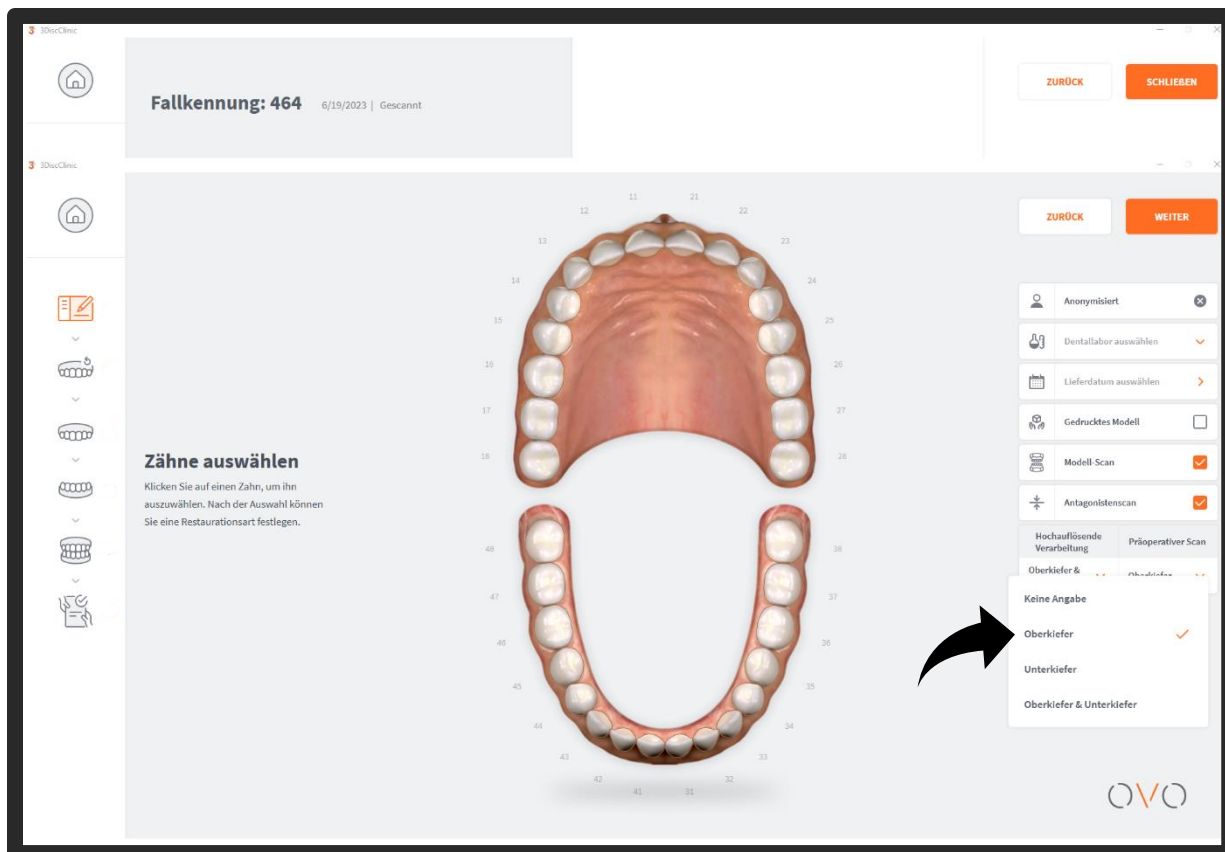 3DiscClinic
Fallkennung: 464 6/19/2023 | Gescannt
ZURÜCK
SCHLIEßEN
3DiscClinic
ZURÜCK
WEITER
11 21
12 22
13 23
14 24
15 25
16 26
17 27
18 28
48 38
47 37
46 36
45 35
44 34
43 33
42 32
41 31
Zähne auswählen
Klicken Sie auf einen Zahn, um ihn
auszuwählen. Nach der Auswahl können
Sie eine Restaurationsart festlegen.
Anonymisiert
Dentallabor auswählen
Lieferdatum auswählen
Gedrucktes Modell
Modell-Scan
Antagonistenscan
Hochauflösende
Verarbeitung
Präoperativer Scan
Oberkiefer &
Oberkiefer
Keine Angabe
Oberkiefer
Unterkiefer
Oberkiefer & Unterkiefer
OVO